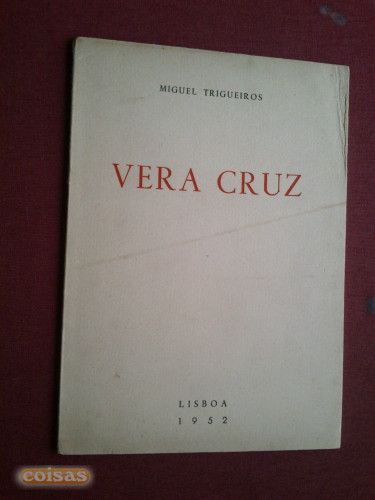 MIGUEL TRIGUEIROS
VERA CRUZ
LISBOA
1952
coisas